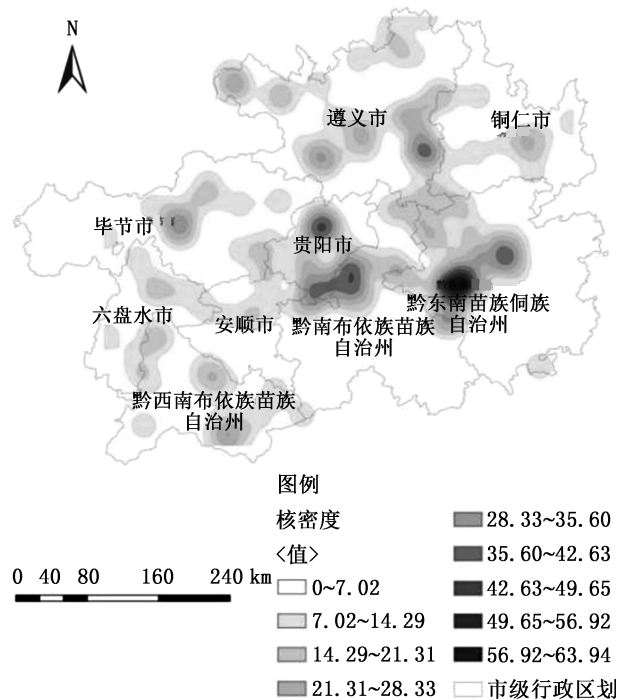 N
遵义市
铜仁市
毕节市
贵阳市
六盘水市
安顺市
黔南布依族苗族
自治州
黔东南苗族侗族
自治州
黔西南布依族苗族
自治州
图例
核密度
<值>
0~7.02
7.02~14.29
14.29~21.31
21.31~28.33
28.33~35.60
35.60~42.63
42.63~49.65
49.65~56.92
56.92~63.94
市级行政区划
0 40 80 160 240 km